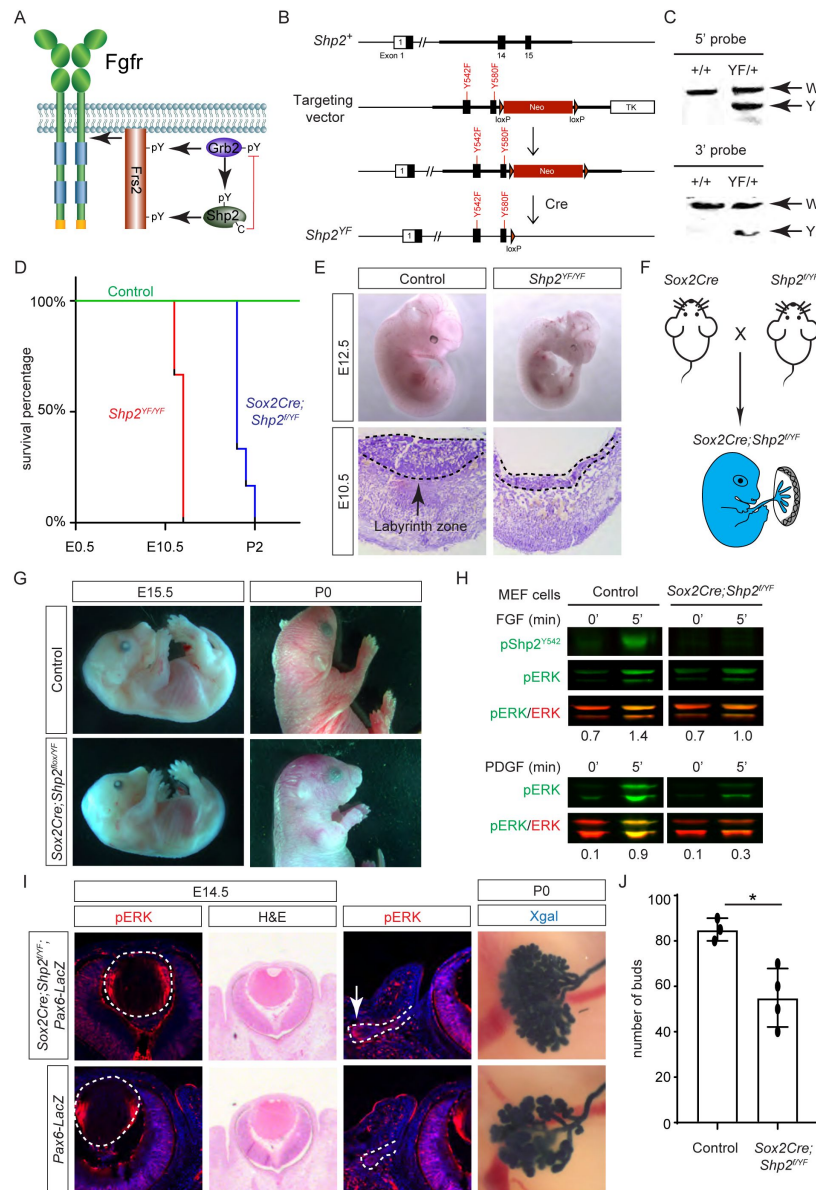 A
Fgfr
Frs2
pY
Grb2
pY
pY
pY
Shp2
C
B
Shp2+
1
Exon 1
14
15
Y542F
Y580F
Targeting
vector
Neo
TK
loxP
loxP
Y542F
Y580F
1
Neo
Y542F
Y580F
Cre
Shp2YF
1
loxP
C
5' probe
+/+
YF/+
W
Y
3' probe
+/+
YF/+
W
Y
D
survival percentage
100%
50%
0%
Control
Shp2YF/YF
Sox2Cre;
Shp2f/YF
E0.5
E10.5
P2
E
Control
Shp2YF/YF
E12.5
E10.5
Labyrinth zone
F
Sox2Cre
Shp2f/YF
X
Sox2Cre;Shp2f/YF
G
E15.5
P0
Control
Sox2Cre;Shp2flox/YF
H
MEF cells
Control
Sox2Cre;Shp2f/YF
FGF (min)
0'
5'
0'
5'
pShp2Y542
pERK
pERK/ERK
0.7
1.4
0.7
1.0
PDGF (min)
0'
5'
0'
5'
pERK
pERK/ERK
0.1
0.9
0.1
0.3
I
E14.5
P0
pERK
H&E
pERK
Xgal
Sox2Cre;Shp2f/YF;
Pax6-LacZ
Pax6-LacZ
J
number of buds
80
60
40
20
0
*
Control
Sox2Cre;
Shp2f/YF